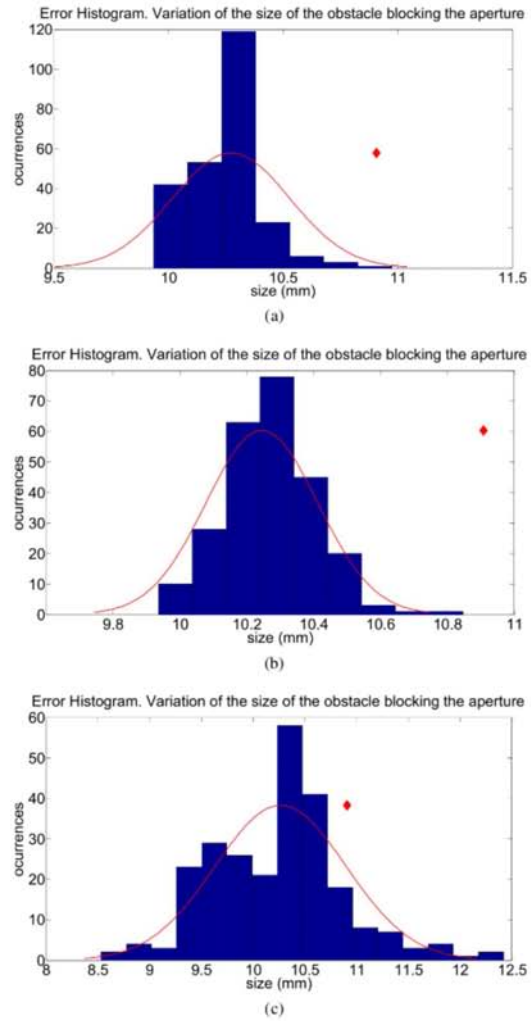 Error Histogram. Variation of the size of the obstacle blocking the aperture
120
100
80
60
40
20
0
ocurrences
9.5 10 10.5 11 11.5
size (mm)
(a)
Error Histogram. Variation of the size of the obstacle blocking the aperture
80
70
60
50
40
30
20
10
0
ocurrences
9.8 10 10.2 10.4 10.6 10.8 11
size (mm)
(b)
Error Histogram. Variation of the size of the obstacle blocking the aperture
60
50
40
30
20
10
0
ocurrences
8 8.5 9 9.5 10 10.5 11 11.5 12 12.5
size (mm)
(c)